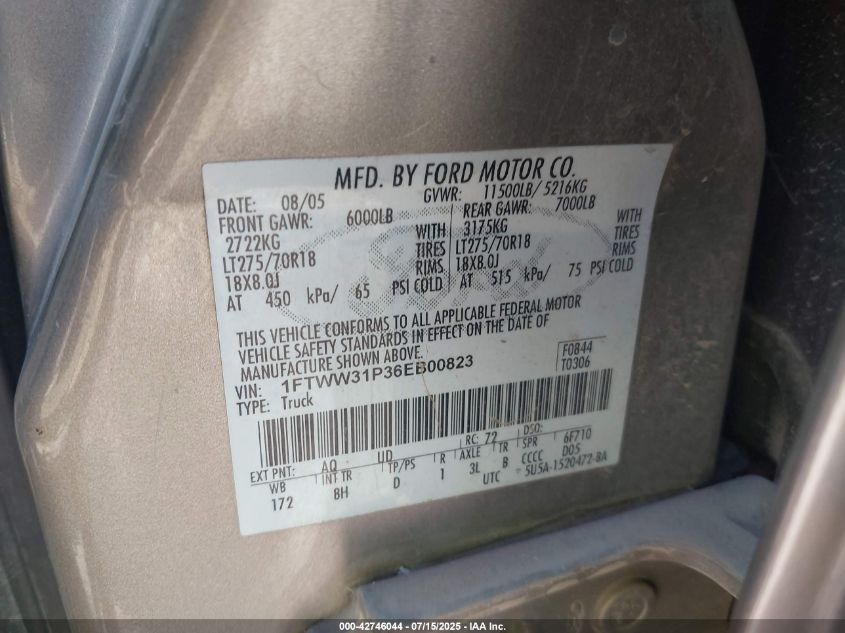 MFD. BY FORD MOTOR CO.
DATE: 08/05 GVWR: 11500LB/ 5216KG
FRONT GAWR: 6000LB REAR GAWR: 7000LB
2722KG WITH 3175KG WITH
LT275/70R18 TIRES LT275/70R18 TIRES
18X8.0J RIMS 18X8.0J RIMS
AT 450 kPa/ 65 PSI COLD AT 515 kPa/ 75 PSI COLD
THIS VEHICLE CONFORMS TO ALL APPLICABLE FEDERAL MOTOR
VEHICLE SAFETY STANDARDS IN EFFECT ON THE DATE OF
MANUFACTURE SHOWN ABOVE.
F0844
VIN: 1FTWW31P36EB00823
T0306
TYPE: Truck
RC: 72 DSO:
EXT PNT: AQ UD 6F710
WB INT TR TP/PS R AXLE TR SPR D05
172 8H D 1 3L B CCCC
UTC 5U5A-1520472-BA
Ford
000-42746044 - 07/15/2025 - IAA Inc.